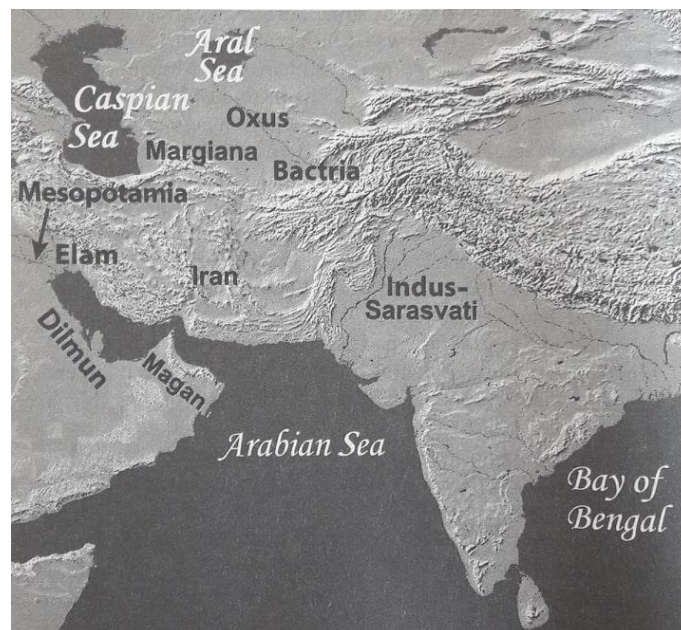 Aral
Sea
Caspian
Sea
Oxus
Margiana
Bactria
Mesopotamia
Elam
Iran
Indus-
Sarasvati
Dilmun
Magan
Arabian Sea
Bay of
Bengal